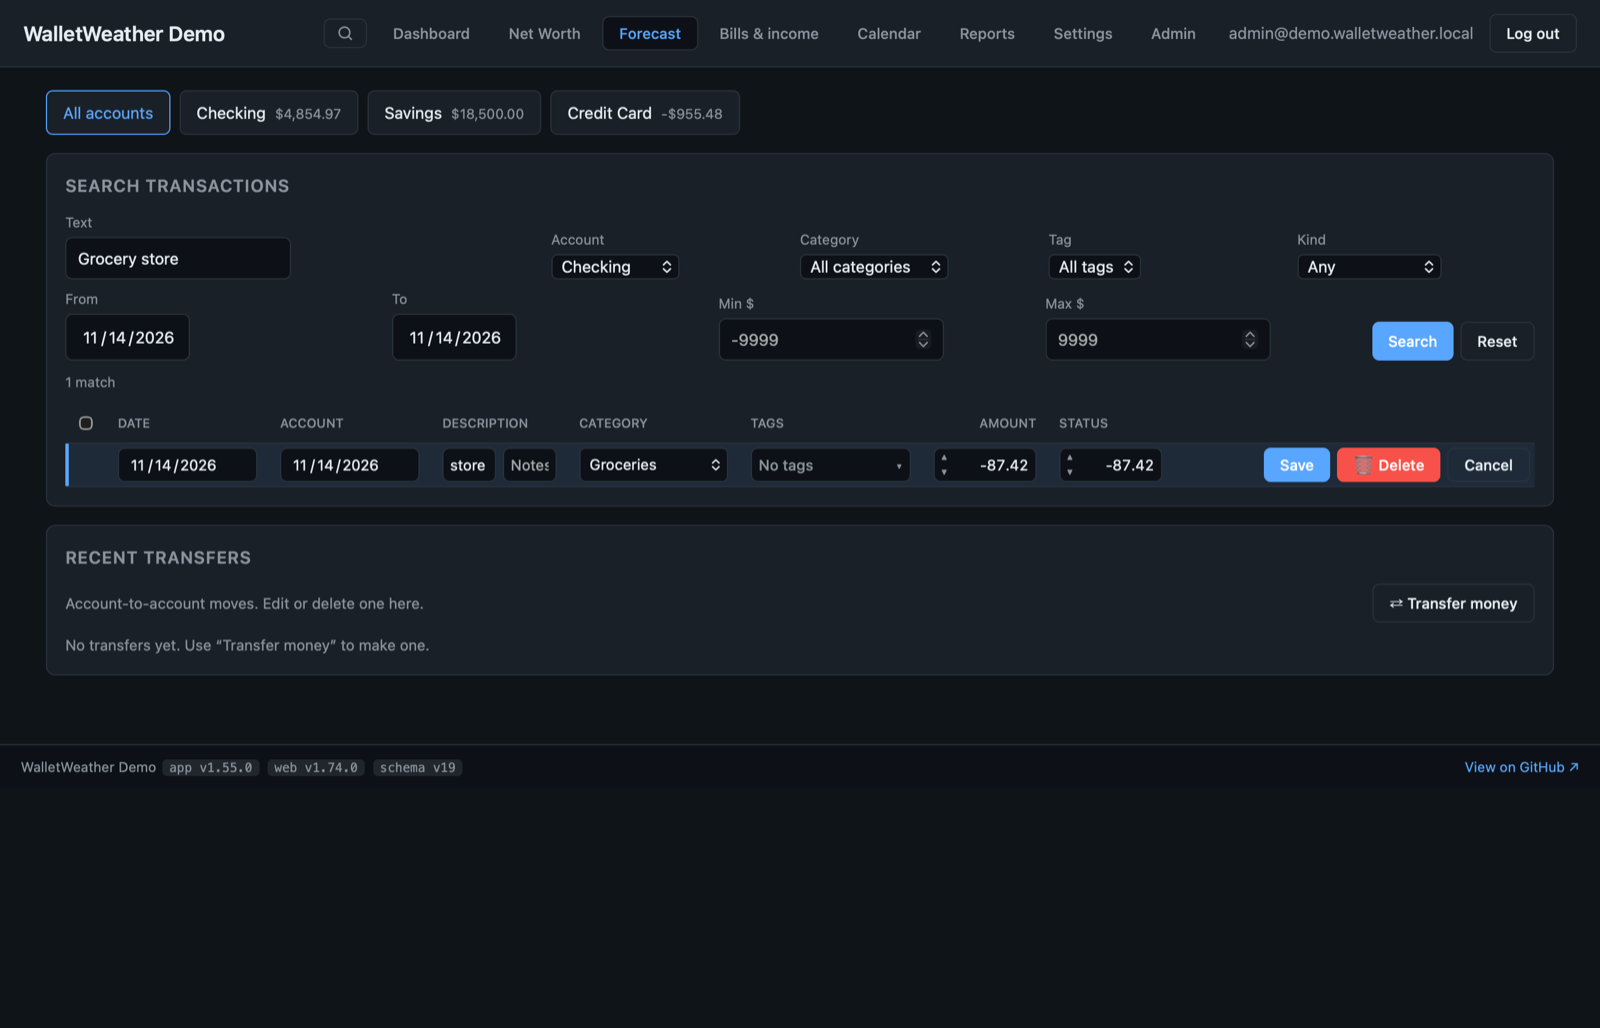 WalletWeather Demo Dashboard Net Worth Forecast Bills & income Calendar Reports Settings Admin admin@demo.walletweather.local Log out
All accounts Checking $4,854.97 Savings $18,500.00 Credit Card -$955.48
SEARCH TRANSACTIONS
Text Account Category Tag Kind
Grocery store Checking All categories All tags Any
From To Min $ Max $
11/14/2026 11/14/2026 -9999 9999 Search Reset
1 match
DATE ACCOUNT DESCRIPTION CATEGORY TAGS AMOUNT STATUS
11/14/2026 11/14/2026 store Notes Groceries No tags -87.42 -87.42 Save Delete Cancel
RECENT TRANSFERS
Account-to-account moves. Edit or delete one here. ⇄ Transfer money
No transfers yet. Use “Transfer money” to make one.
WalletWeather Demo app v1.55.0 web v1.74.0 schema v19 View on GitHub ↗